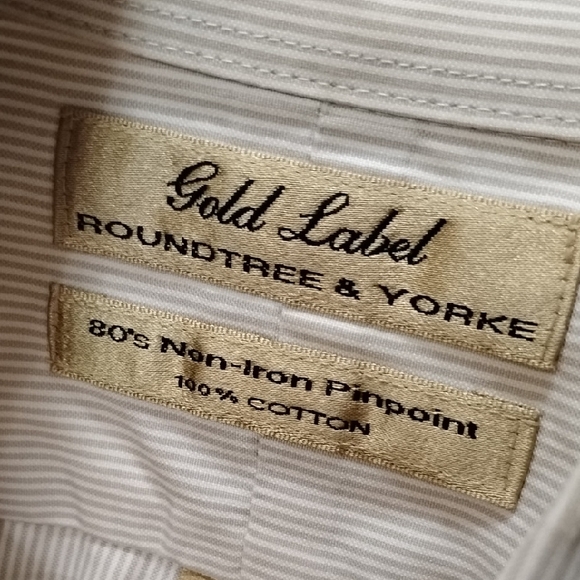 Gold Label
ROUNDTREE & YORKE
80's Non-Iron Pinpoint
100% COTTON